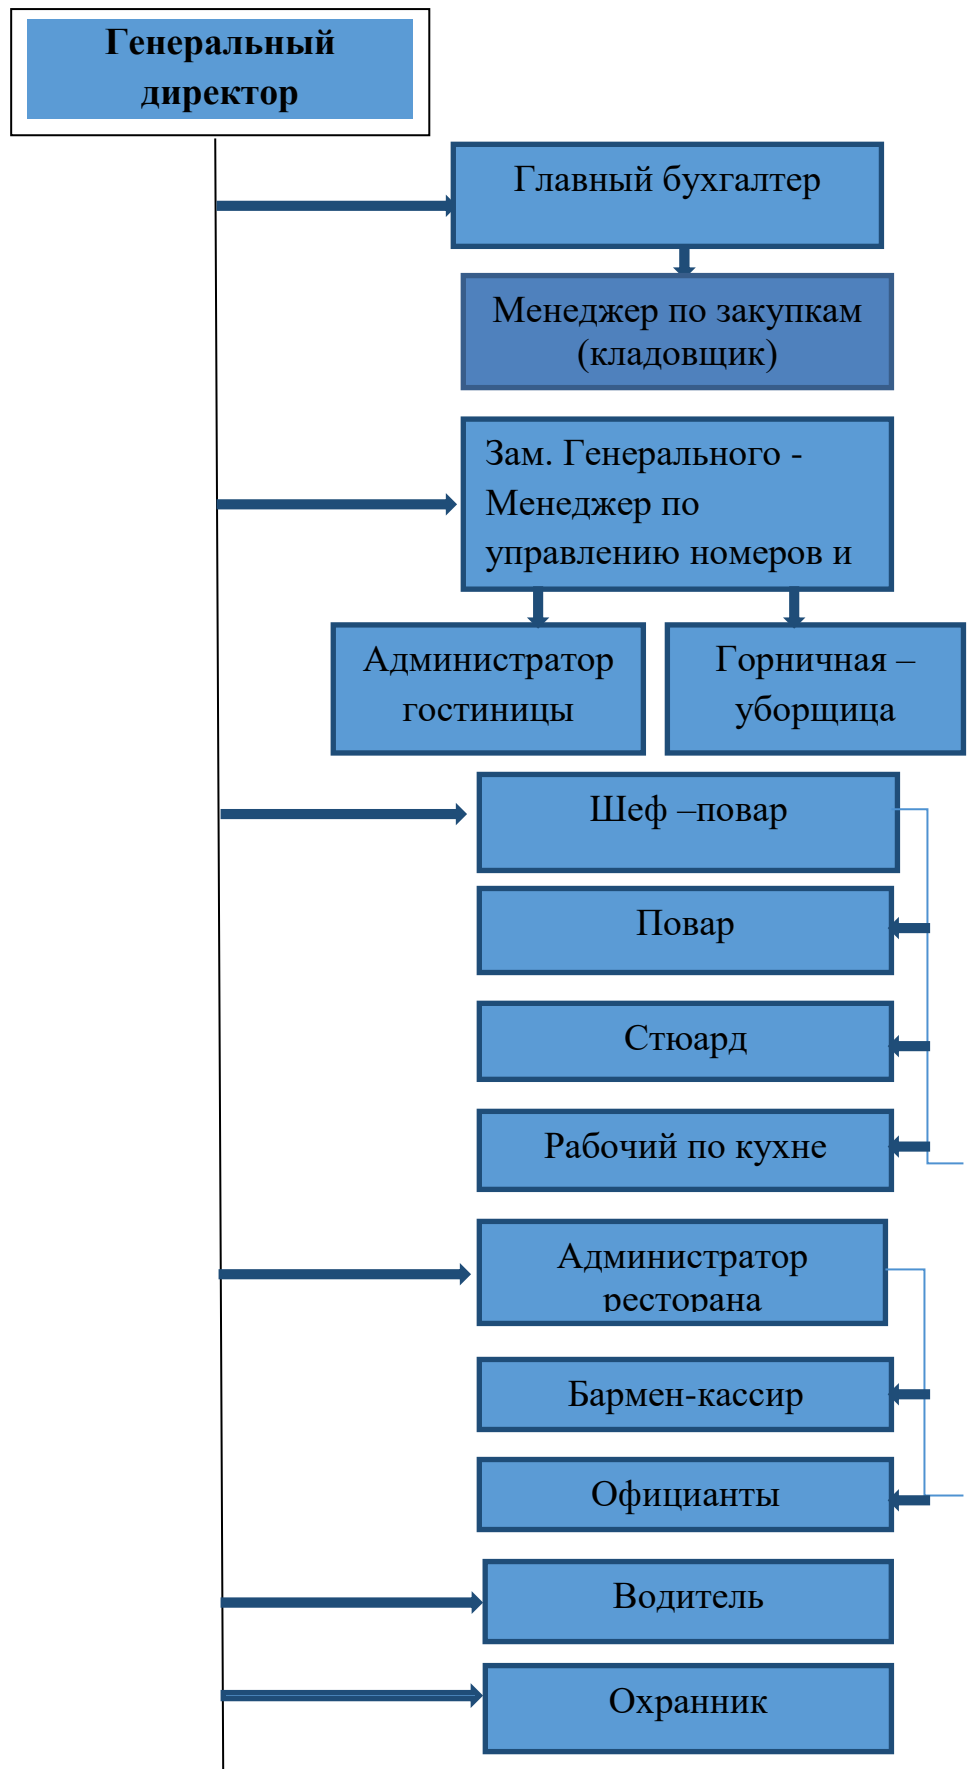 Генеральный
директор
Главный бухгалтер
Менеджер по закупкам
(кладовщик)
Зам. Генерального -
Менеджер по
управлению номеров и
Администратор
гостиницы
Горничная –
уборщица
Шеф –повар
Повар
Стюард
Рабочий по кухне
Администратор
ресторана
Бармен-кассир
Официанты
Водитель
Охранник